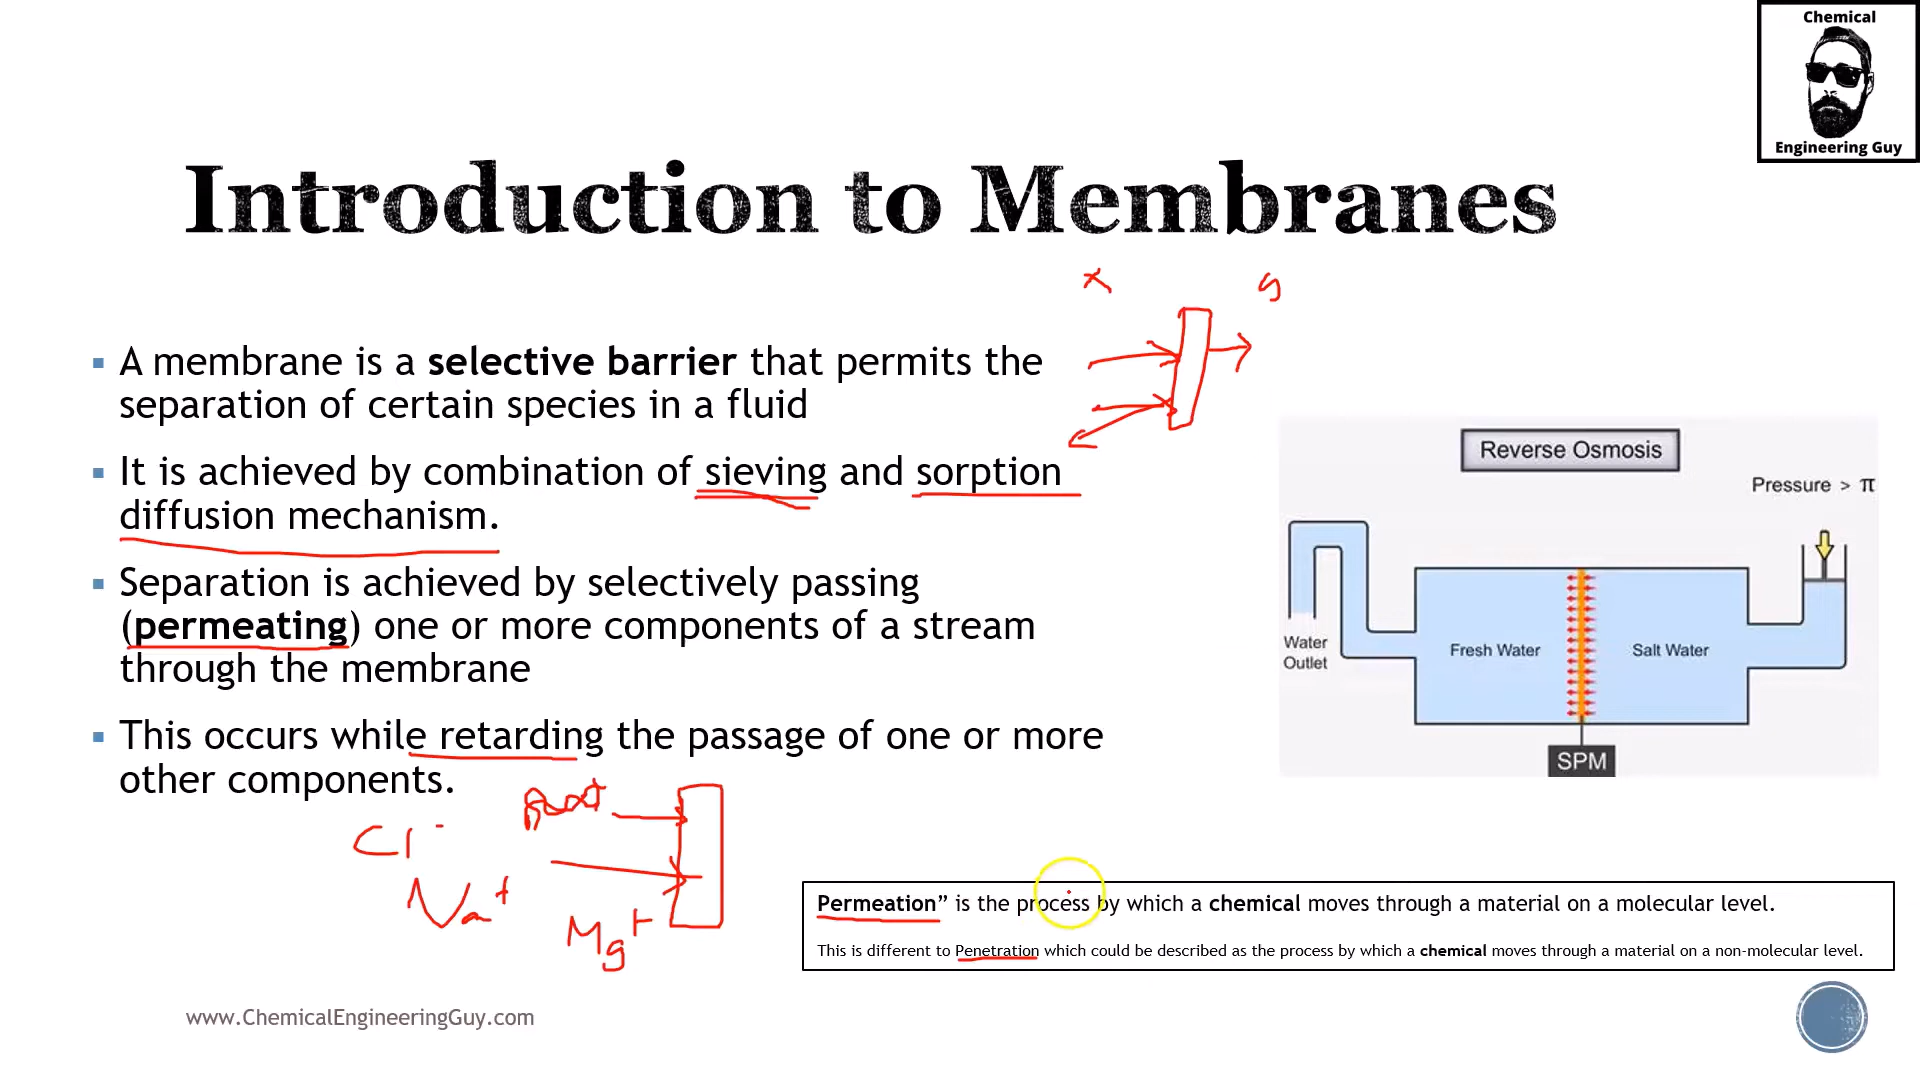 Chemical
Engineering Guy
Introduction to Membranes
x y
▪ A membrane is a selective barrier that permits the
separation of certain species in a fluid
▪ It is achieved by combination of sieving and sorption
diffusion mechanism.
▪ Separation is achieved by selectively passing
(permeating) one or more components of a stream
through the membrane
▪ This occurs while retarding the passage of one or more
other components.
Cl-
Na+
Mg+
Reverse Osmosis
Pressure > π
Water
Outlet
Fresh Water
Salt Water
SPM
Permeation” is the process by which a chemical moves through a material on a molecular level.
This is different to Penetration which could be described as the process by which a chemical moves through a material on a non-molecular level.
www.ChemicalEngineeringGuy.com